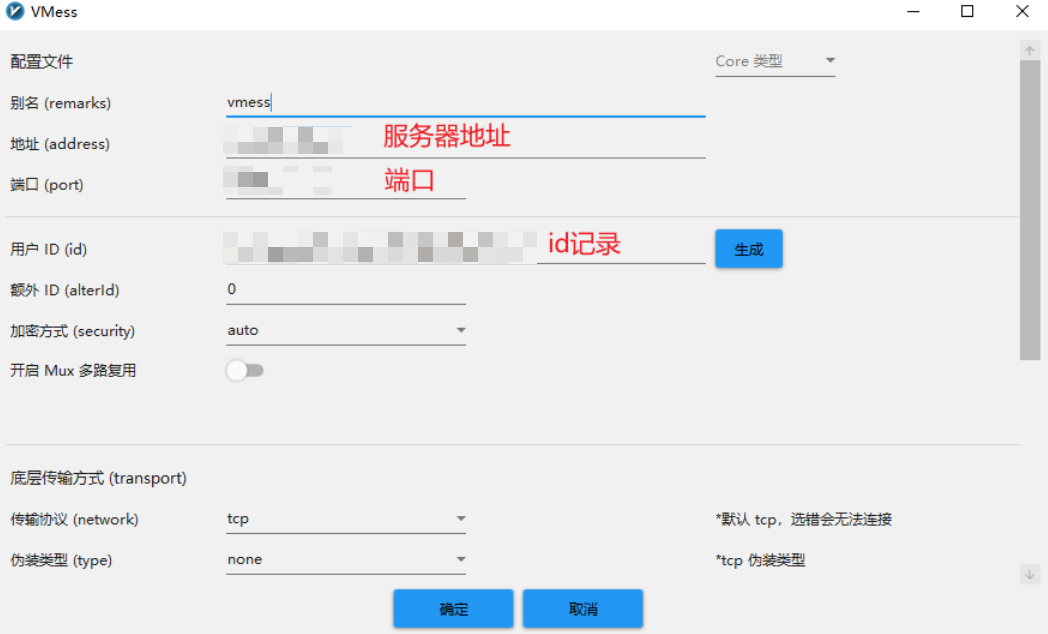 VMess
配置文件
Core 类型
别名 (remarks)
vmess
地址 (address)
服务器地址
端口 (port)
端口
用户 ID (id)
id记录
生成
额外 ID (alterId)
0
加密方式 (security)
auto
开启 Mux 多路复用
底层传输方式 (transport)
传输协议 (network)
tcp
*默认 tcp，选错会无法连接
伪装类型 (type)
none
*tcp 伪装类型
确定
取消